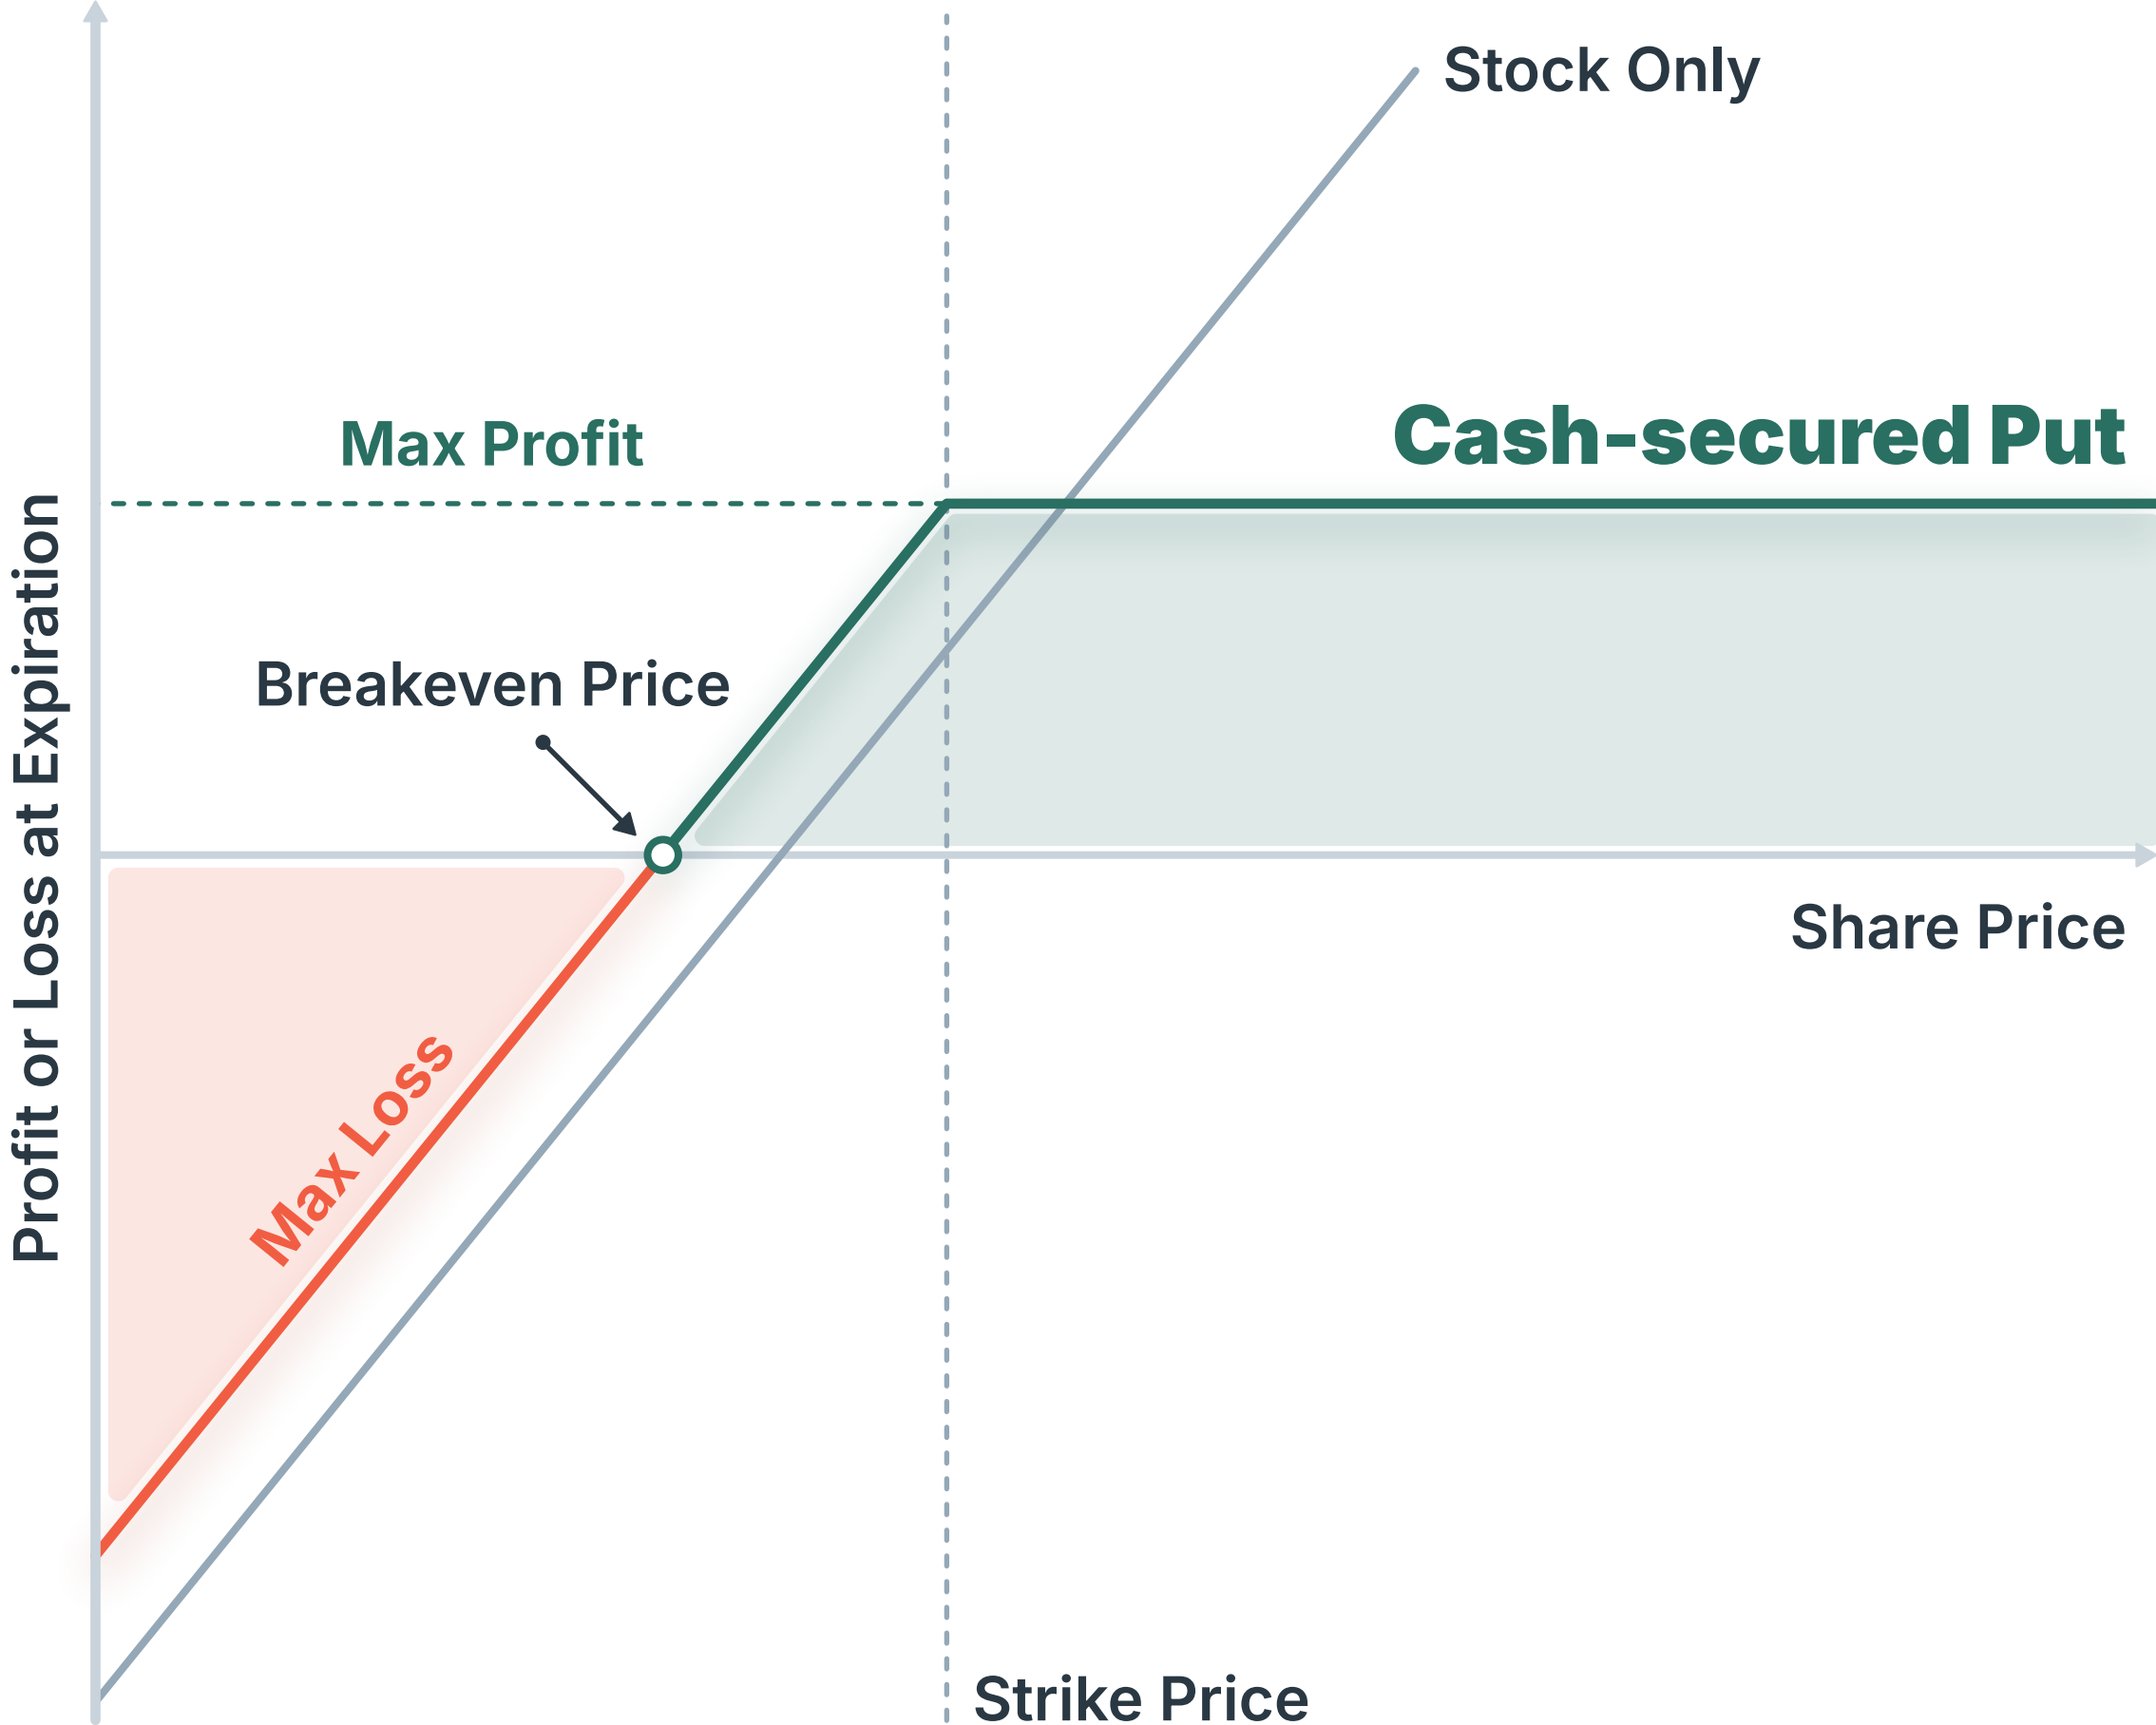 Stock Only
Cash-secured Put
Max Profit
Breakeven Price
Profit or Loss at Expiration
Share Price
Max Loss
Strike Price